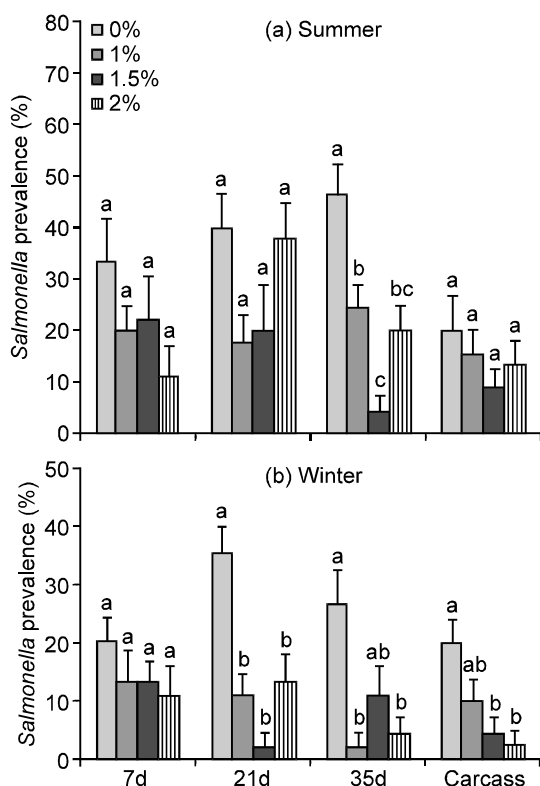 (a) Summer
0%
1%
1.5%
2%
Salmonella prevalence (%)
80
70
60
50
40
30
20
10
0
a a a a
a a a a
a b c bc
a a a a
(b) Winter
Salmonella prevalence (%)
50
40
30
20
10
0
a a a a
a b b b
a b ab b
a ab b b
7d 21d 35d Carcass